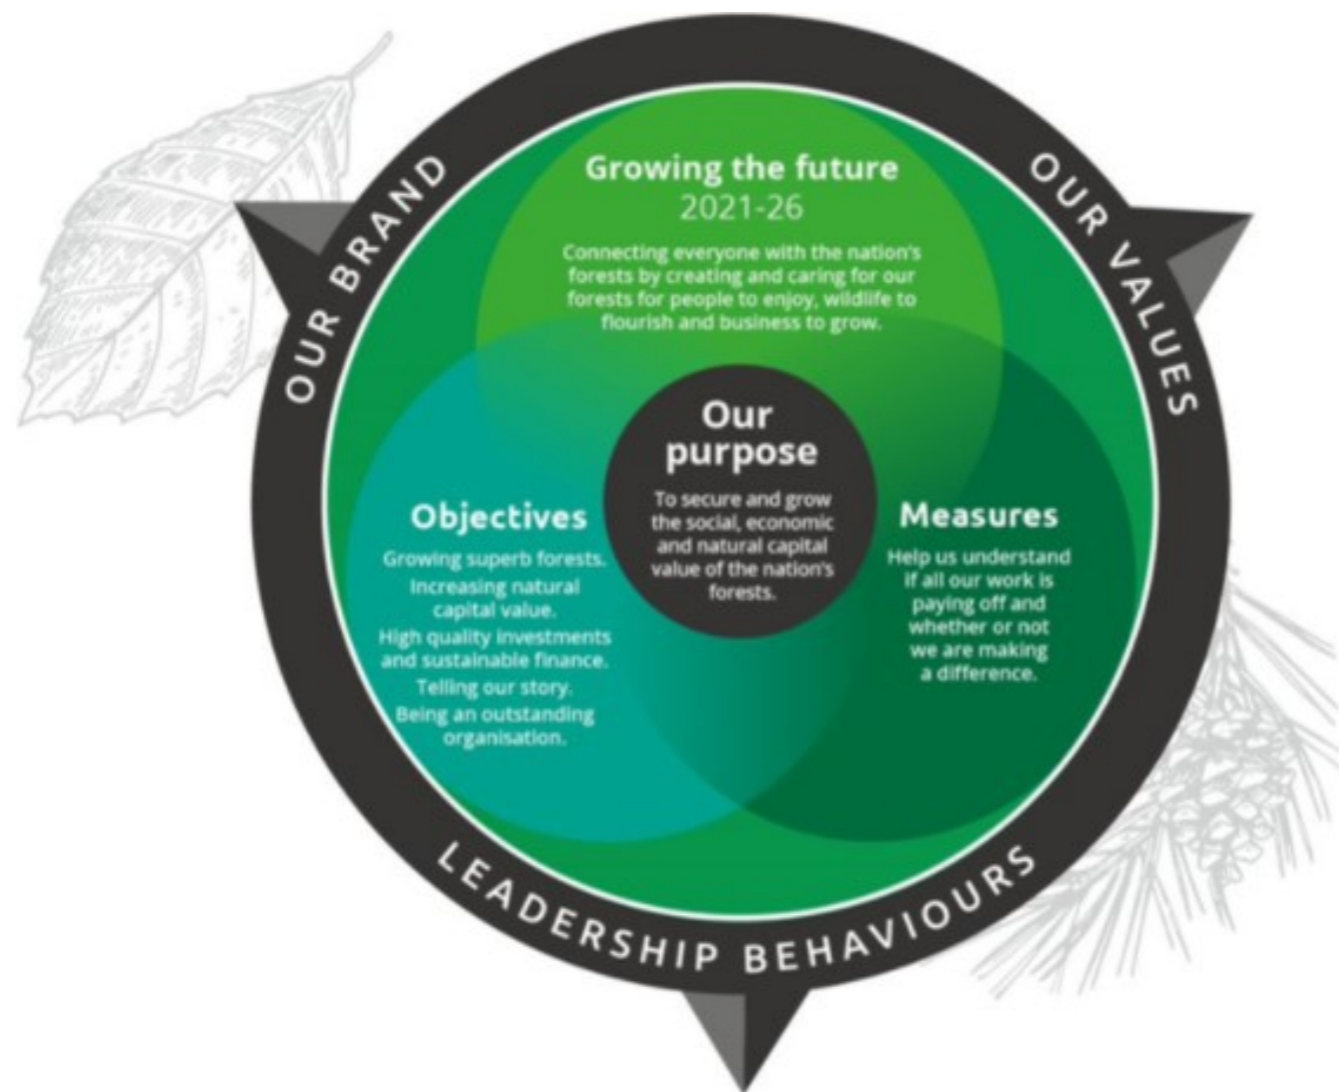 OUR BRAND
OUR VALUES
Growing the future
2021-26
Connecting everyone with the nation's
forests by creating and caring for our
forests for people to enjoy, wildlife to
flourish and business to grow.
Our
purpose
To secure and grow
the social, economic
and natural capital
value of the nation's
forests.
Objectives
Growing superb forests.
Increasing natural
capital value.
High quality investments
and sustainable finance.
Telling our story.
Being an outstanding
organisation.
Measures
Help us understand
if all our work is
paying off and
whether or not
we are making
a difference.
LEADERSHIP BEHAVIOURS